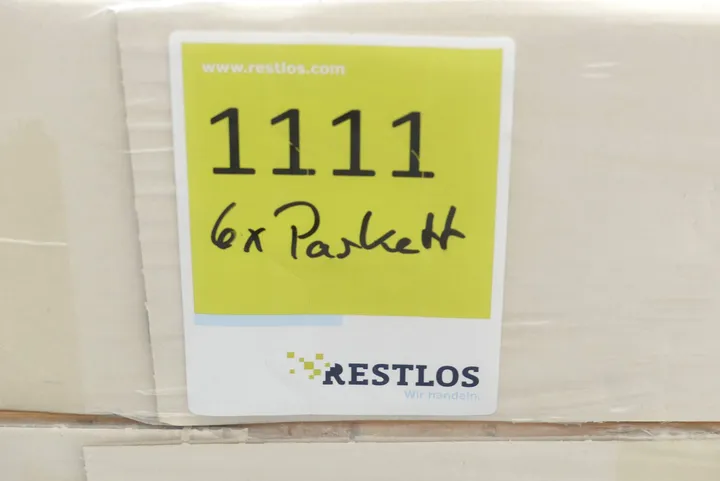 www.restlos.com
1111
6x Parkett
RESTLOS
Wir handeln.